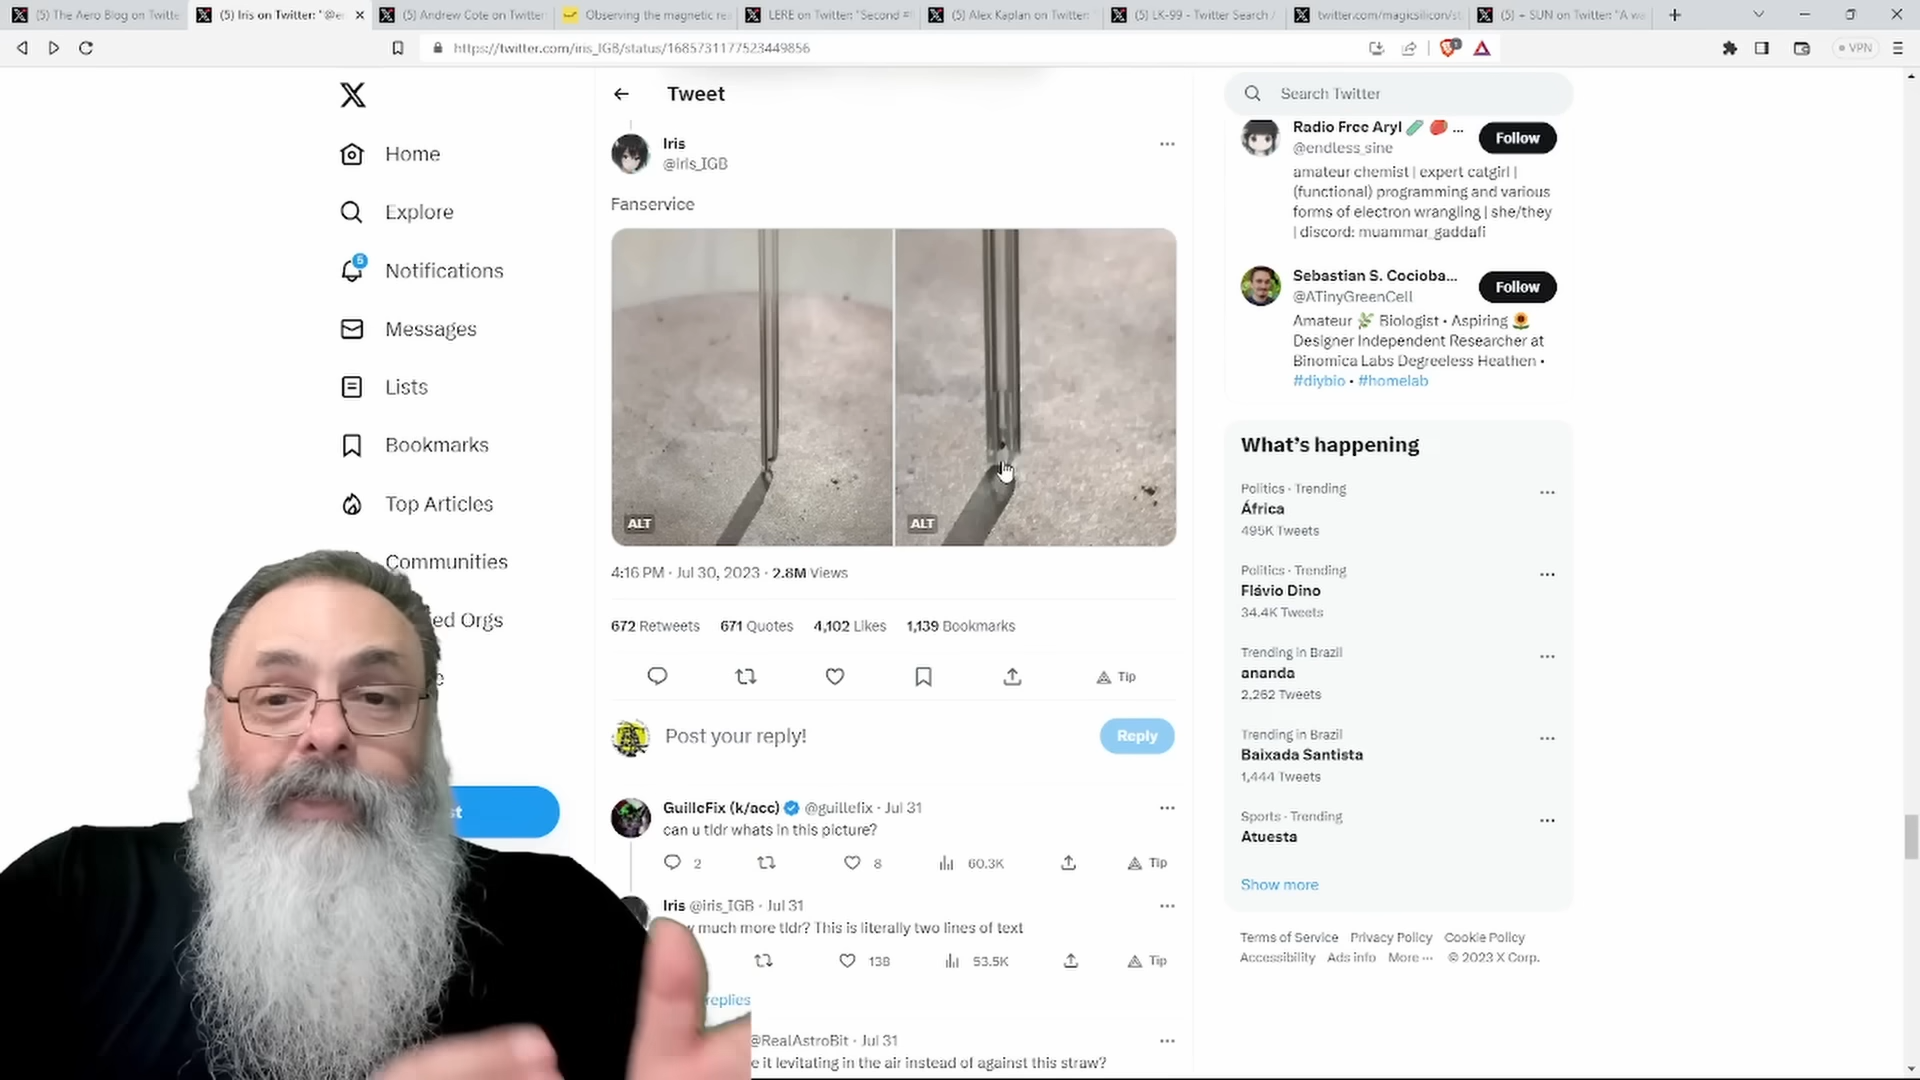 (5) The Aero Blog on Twitte
(5) Iris on Twitter: "@e
(5) Andrew Cote on Twitter
Observing the magnetic re
LERE on Twitter: "Second #
(5) Alex Kaplan on Twitter:
(5) LK-99 - Twitter Search /
twitter.com/magicsilicon/st
(5) + SUN on Twitter: "A wa
https://twitter.com/iris_IGB/status/1685731177523449856
VPN
Home
Explore
5
Notifications
Messages
Lists
Bookmarks
Top Articles
Communities
ed Orgs
st
Tweet
Iris
@iris_IGB
Fanservice
ALT
ALT
4:16 PM · Jul 30, 2023 · 2.8M Views
672 Retweets 671 Quotes 4,102 Likes 1,139 Bookmarks
Tip
Post your reply!
Reply
GuilleFix (k/acc) @guillefix · Jul 31
can u tldr whats in this picture?
2 8 60.3K Tip
Iris @iris_IGB · Jul 31
much more tldr? This is literally two lines of text
138 53.5K Tip
replies
@RealAstroBit · Jul 31
it levitating in the air instead of against this straw?
Search Twitter
Radio Free Aryl ...
@endless_sine
Follow
amateur chemist | expert catgirl |
(functional) programming and various
forms of electron wrangling | she/they
| discord: muammar_gaddafi
Sebastian S. Cocioba...
@ATinyGreenCell
Follow
Amateur Biologist • Aspiring
Designer Independent Researcher at
Binomica Labs Degreeless Heathen •
#diybio • #homelab
What's happening
Politics · Trending
África
495K Tweets
Politics · Trending
Flávio Dino
34.4K Tweets
Trending in Brazil
ananda
2,262 Tweets
Trending in Brazil
Baixada Santista
1,444 Tweets
Sports · Trending
Atuesta
Show more
Terms of Service Privacy Policy Cookie Policy
Accessibility Ads info More ··· © 2023 X Corp.